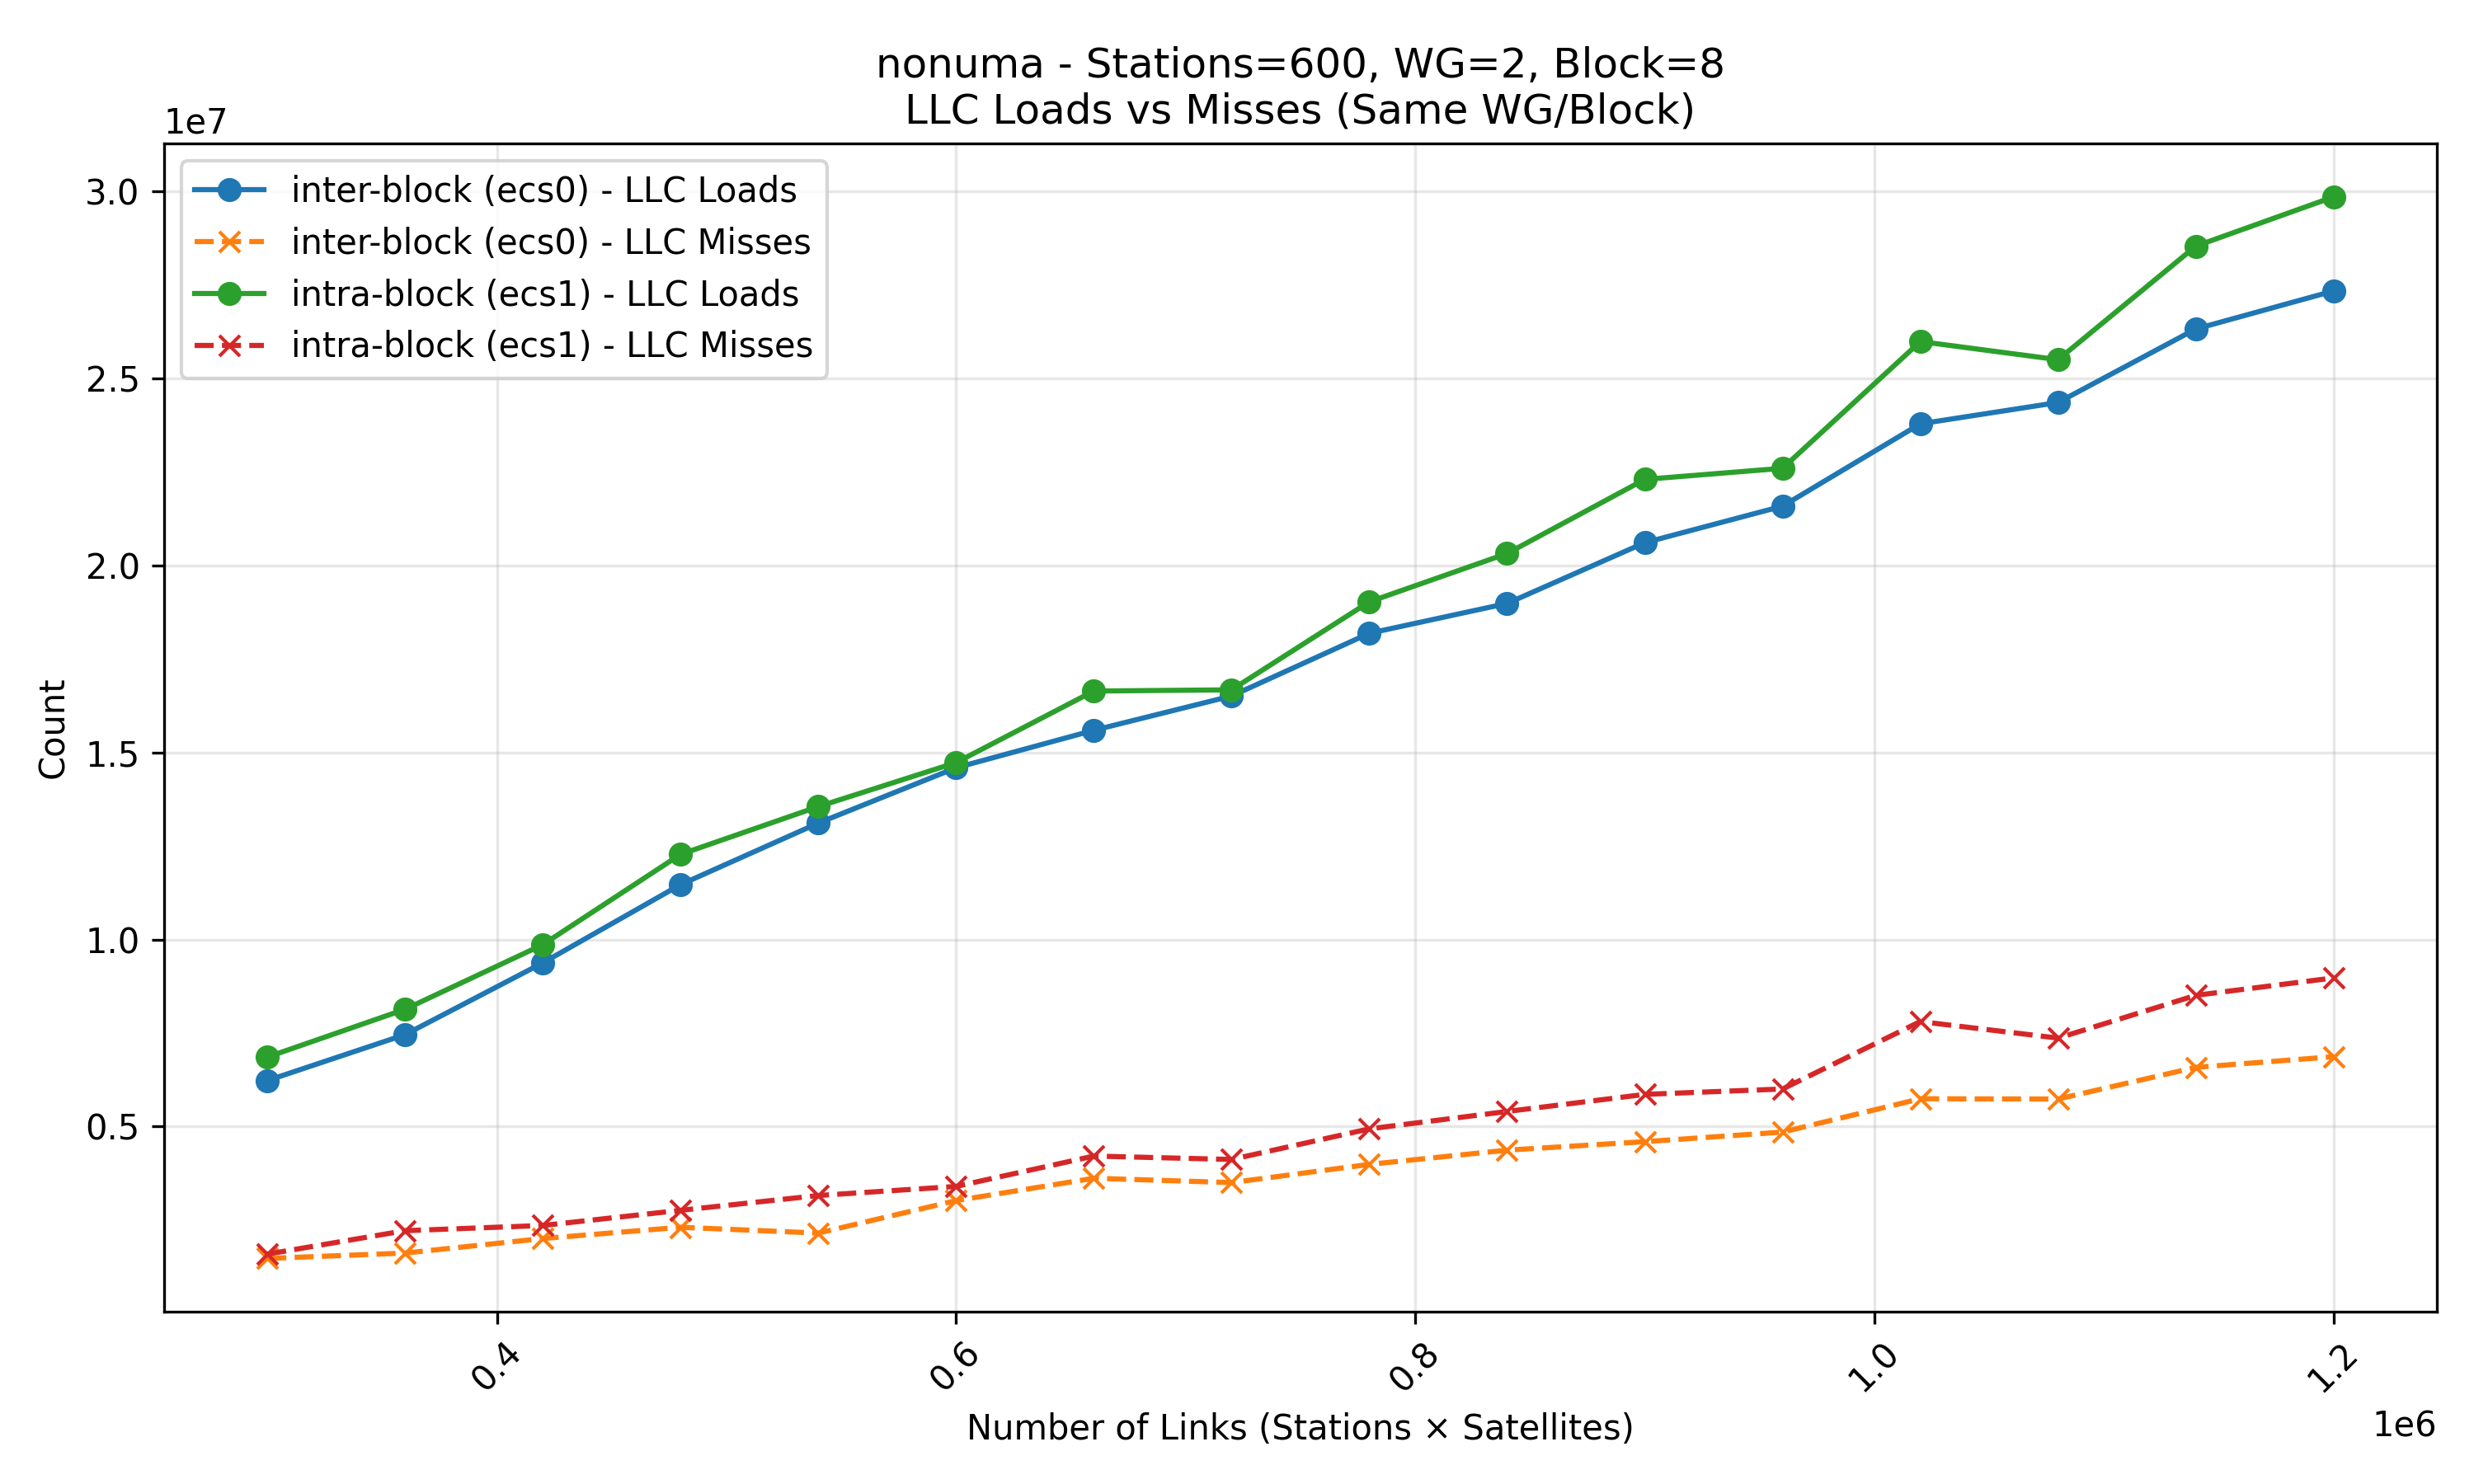 nonuma - Stations=600, WG=2, Block=8
LLC Loads vs Misses (Same WG/Block)
1e7
inter-block (ecs0) - LLC Loads
inter-block (ecs0) - LLC Misses
intra-block (ecs1) - LLC Loads
intra-block (ecs1) - LLC Misses
3.0
2.5
2.0
1.5
1.0
0.5
Count
0.4
0.6
0.8
1.0
1.2
Number of Links (Stations × Satellites)
1e6